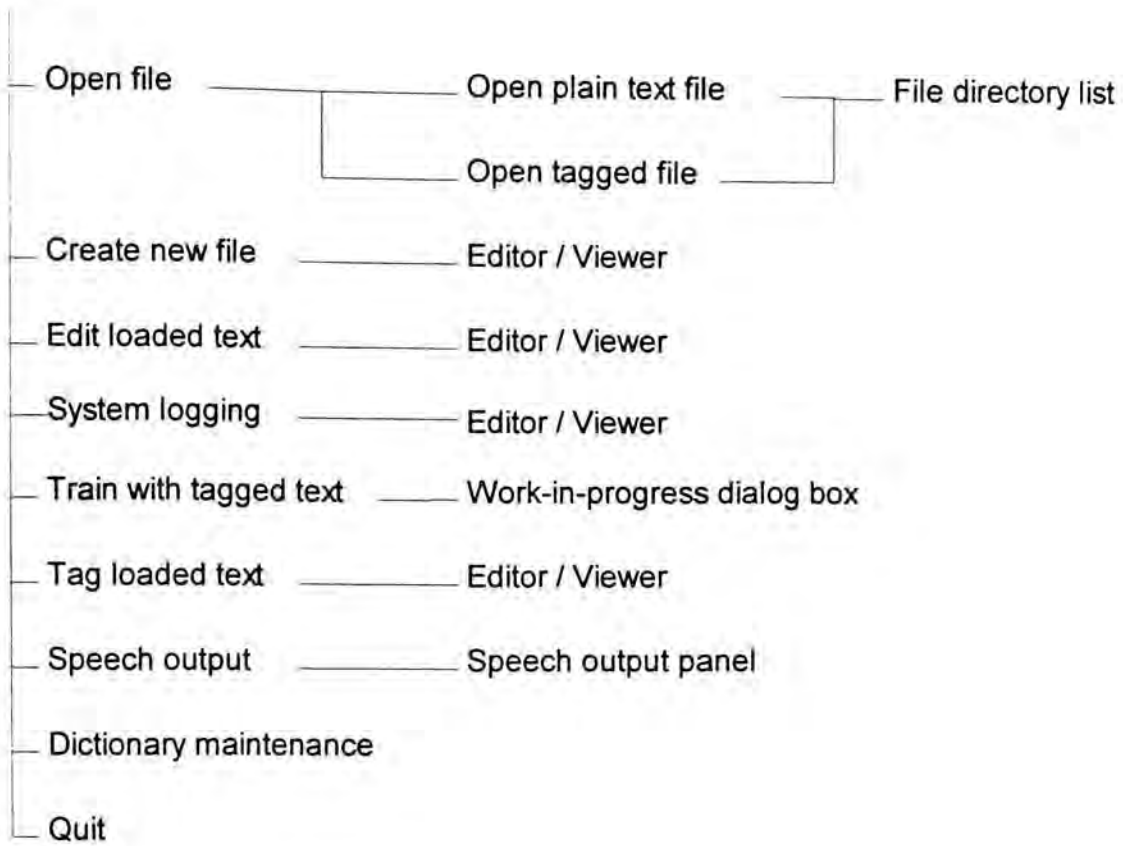 Open file Open plain text file File directory list
Open tagged file
Create new file Editor / Viewer
Edit loaded text Editor / Viewer
System logging Editor / Viewer
Train with tagged text Work-in-progress dialog box
Tag loaded text Editor / Viewer
Speech output Speech output panel
Dictionary maintenance
Quit